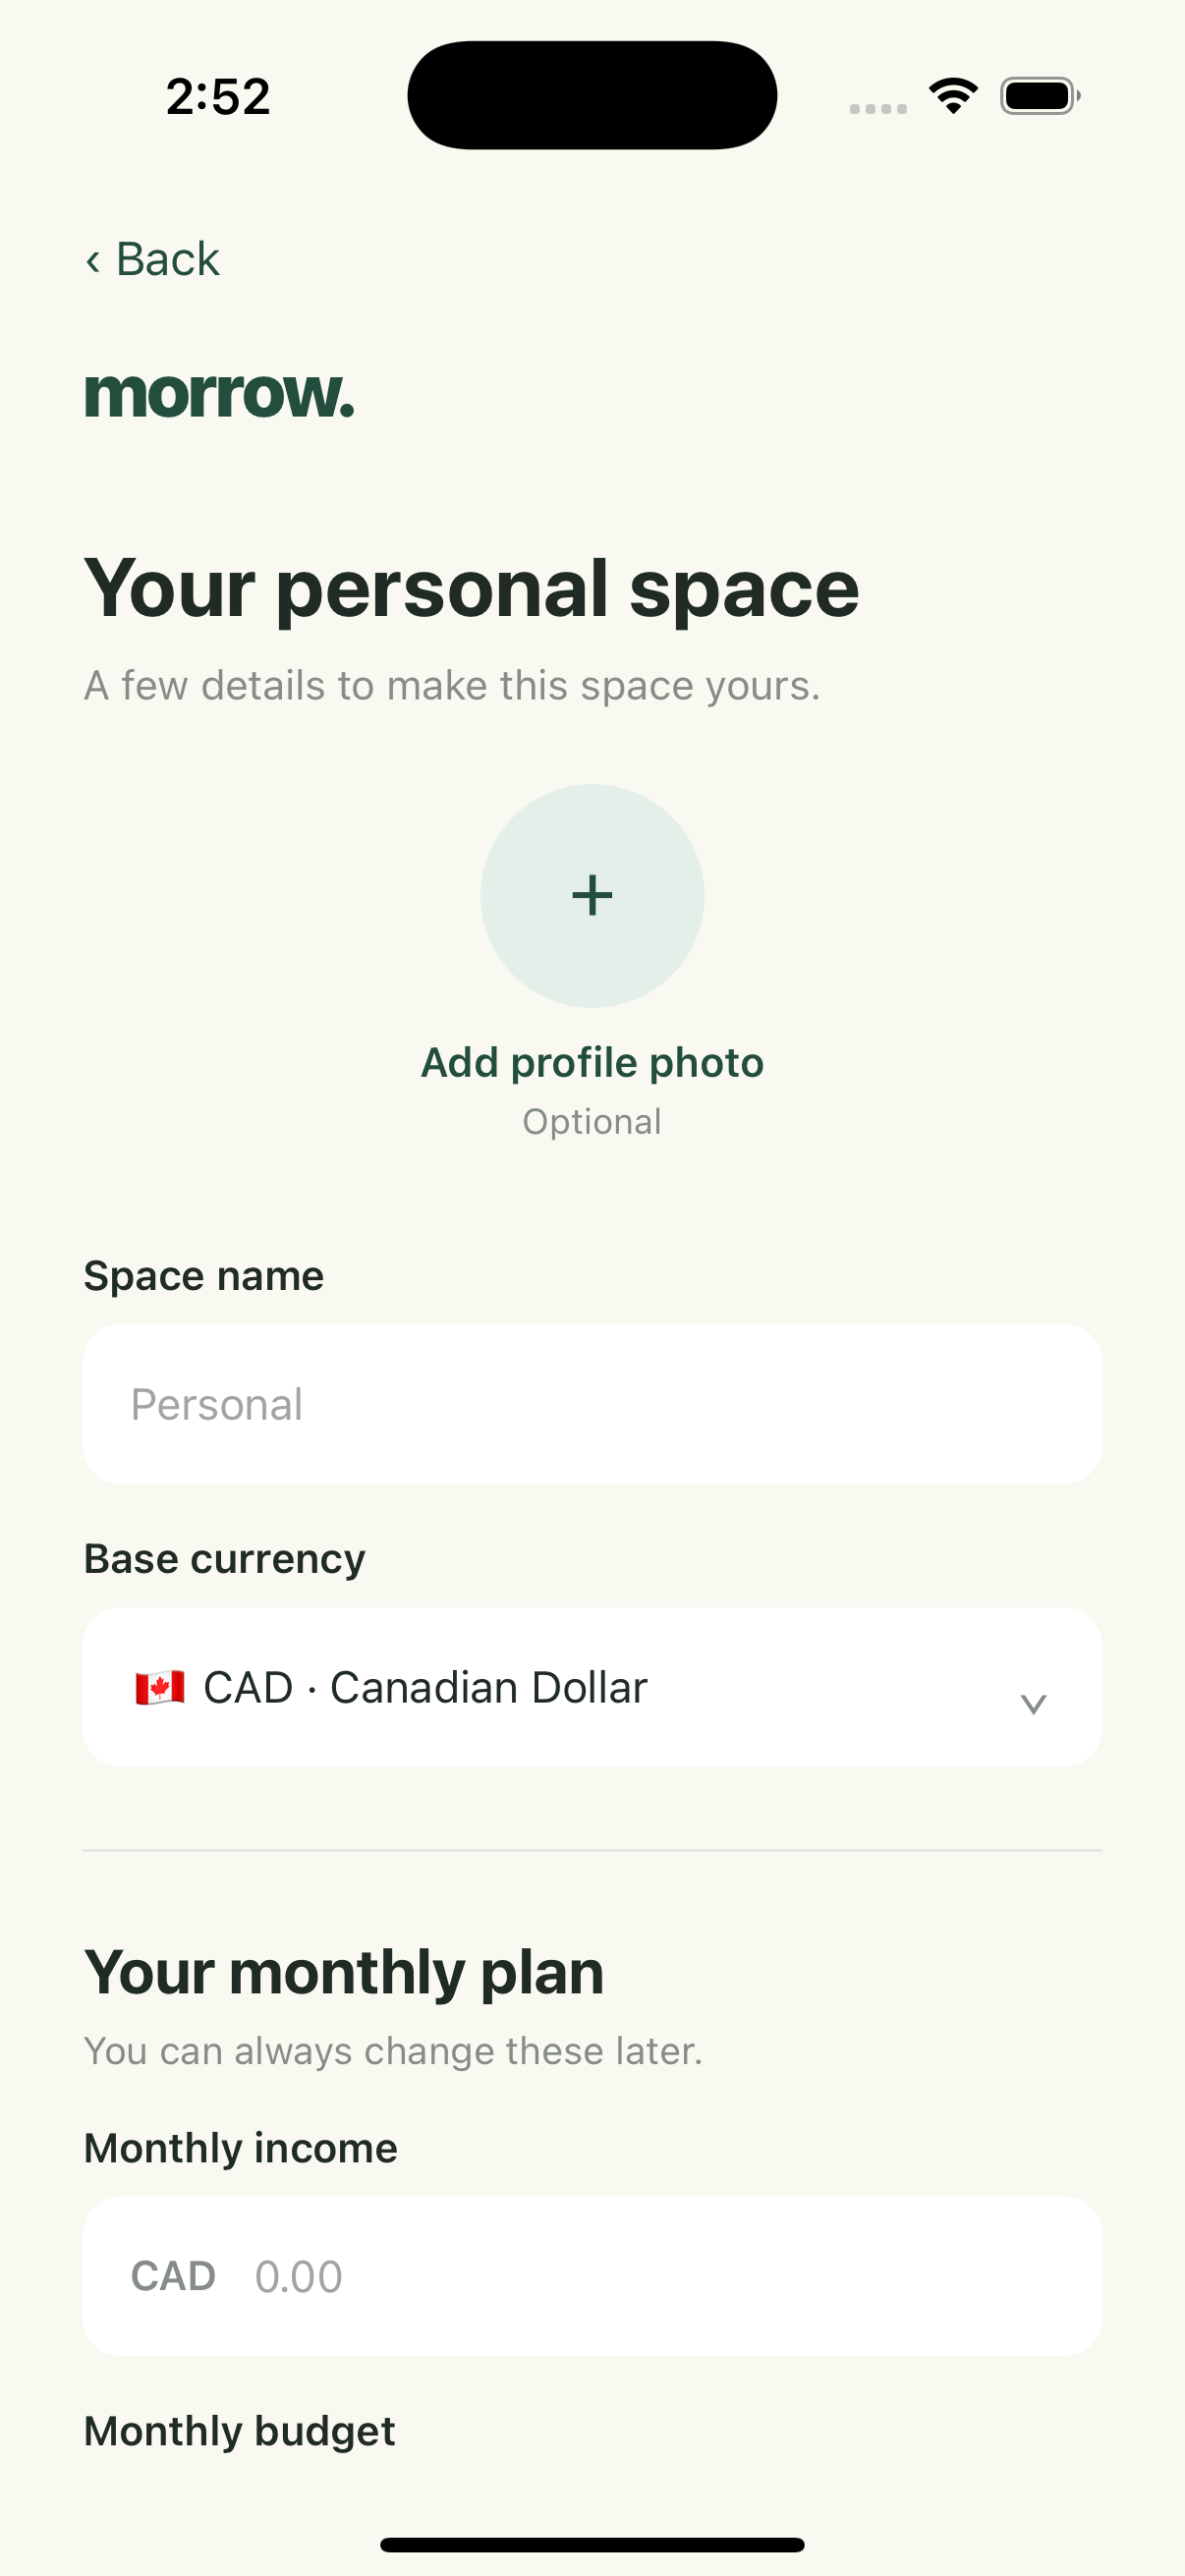 2:52
‹ Back
morrow.
Your personal space
A few details to make this space yours.
+
Add profile photo
Optional
Space name
Personal
Base currency
🇨🇦 CAD · Canadian Dollar
Your monthly plan
You can always change these later.
Monthly income
CAD 0.00
Monthly budget